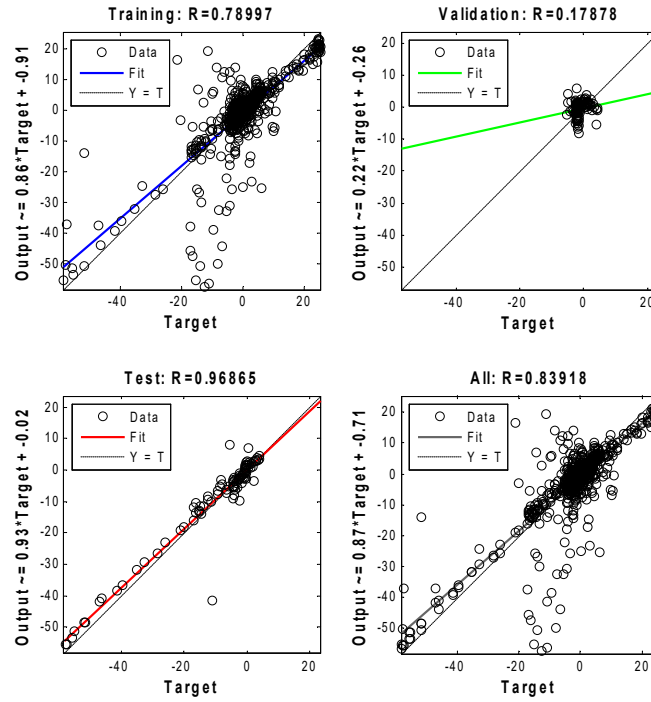 Training: R=0.78997
Output ~= 0.86*Target + -0.91
Data
Fit
Y = T
20
10
0
-10
-20
-30
-40
-50
-40
-20
0
20
Target
Validation: R=0.17878
Output ~= 0.22*Target + -0.26
Data
Fit
Y = T
20
10
0
-10
-20
-30
-40
-50
-40
-20
0
20
Target
Test: R=0.96865
Output ~= 0.93*Target + -0.02
Data
Fit
Y = T
20
10
0
-10
-20
-30
-40
-50
-40
-20
0
20
Target
All: R=0.83918
Output ~= 0.87*Target + -0.71
Data
Fit
Y = T
20
10
0
-10
-20
-30
-40
-50
-40
-20
0
20
Target